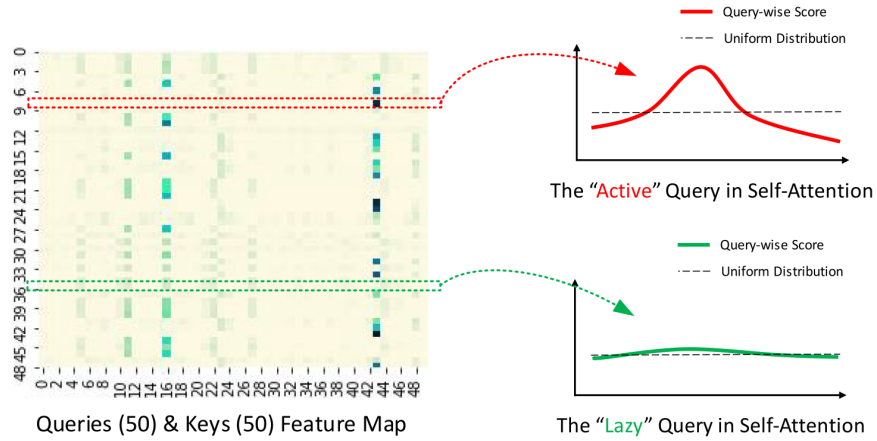 0
3
6
9
12
15
18
21
24
27
30
33
36
39
42
45
48
0 2 4 6 8 10 12 14 16 18 20 22 24 26 28 30 32 34 36 38 40 42 44 46 48
Queries (50) & Keys (50) Feature Map
Query-wise Score
Uniform Distribution
The “Active” Query in Self-Attention
Query-wise Score
Uniform Distribution
The “Lazy” Query in Self-Attention